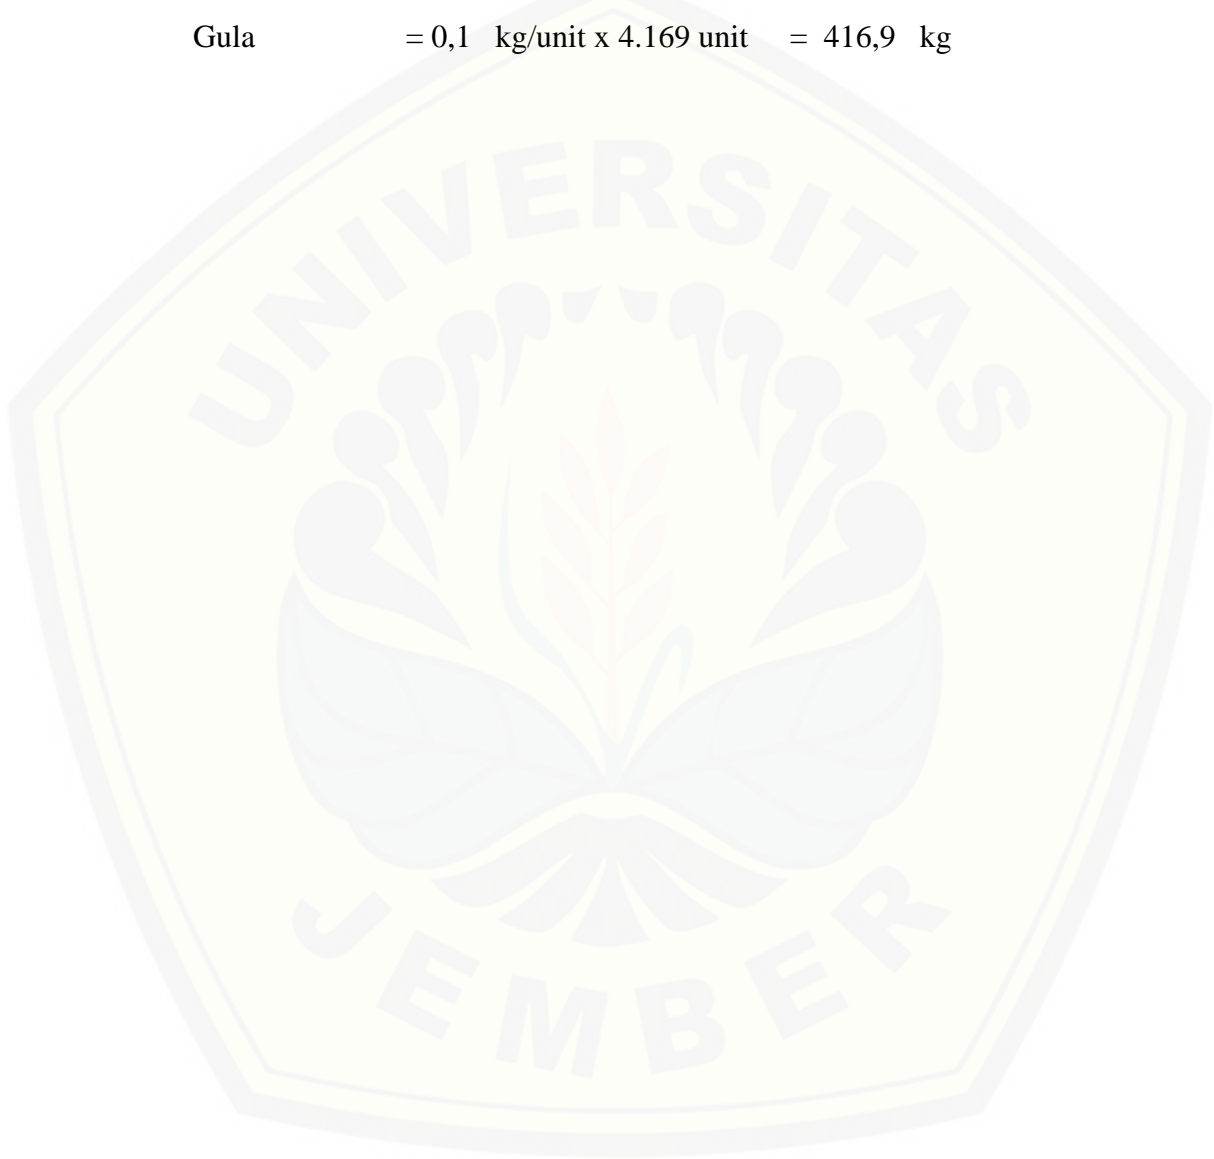 Gula = 0,1 kg/unit x 4.169 unit = 416,9 kg
UNIVERSITAS
JEMBER